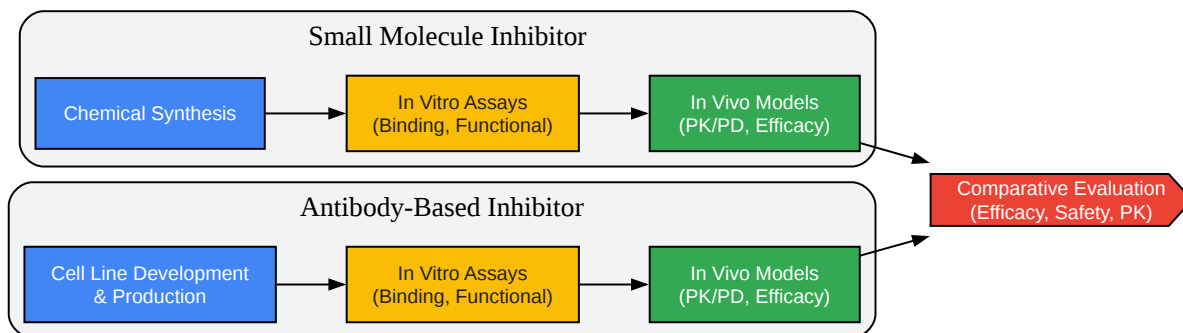 Small Molecule Inhibitor
Chemical Synthesis
In Vitro Assays
(Binding, Functional)
In Vivo Models
(PK/PD, Efficacy)
Comparative Evaluation
(Efficacy, Safety, PK)
Antibody-Based Inhibitor
Cell Line Development
& Production
In Vitro Assays
(Binding, Functional)
In Vivo Models
(PK/PD, Efficacy)